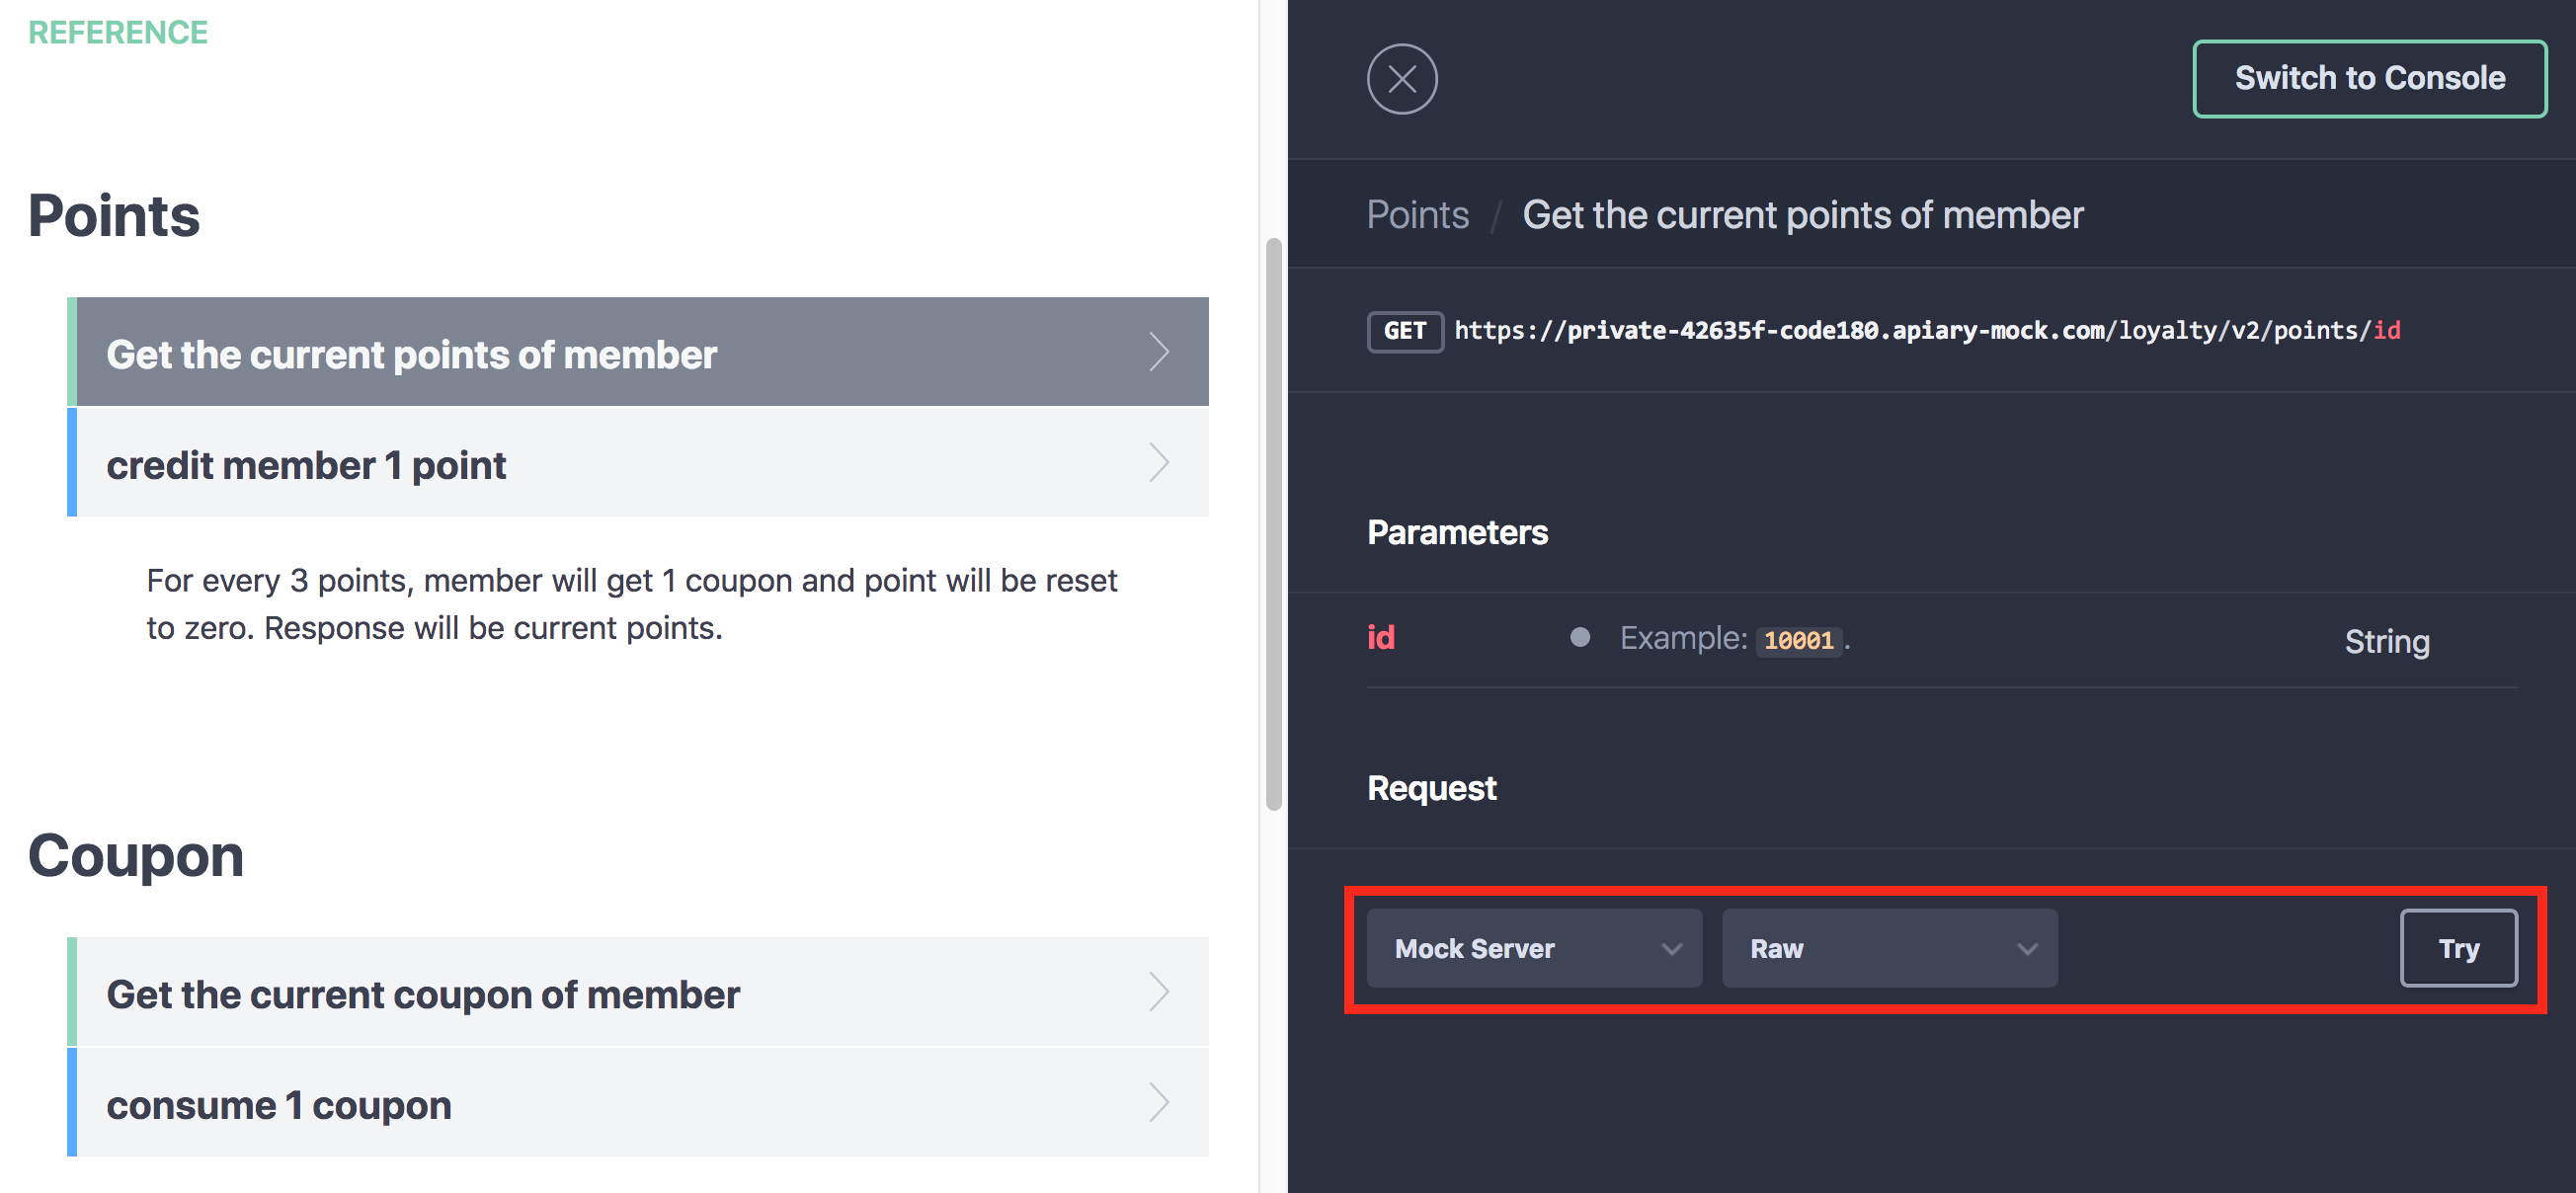 REFERENCE
Points
Get the current points of member
credit member 1 point
For every 3 points, member will get 1 coupon and point will be reset
to zero. Response will be current points.
Coupon
Get the current coupon of member
consume 1 coupon
Switch to Console
Points / Get the current points of member
GET https://private-42635f-code180.apiary-mock.com/loyalty/v2/points/id
Parameters
id Example: 10001. String
Request
Mock Server Raw Try